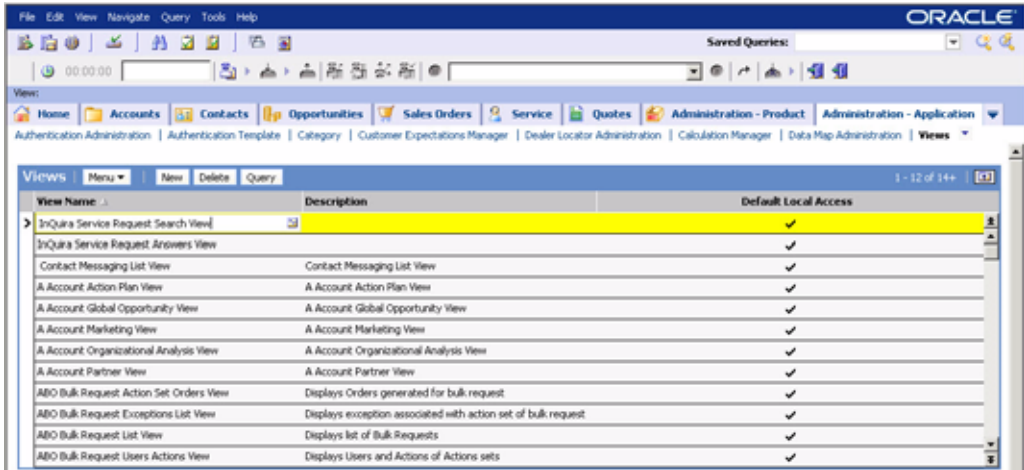 File Edit View Navigate Query Tools Help ORACLE
Saved Queries:
00:00:00
View:
Home Accounts Contacts Opportunities Sales Orders Service Quotes Administration - Product Administration - Application
Authentication Administration | Authentication Template | Category | Customer Expectations Manager | Dealer Locator Administration | Calculation Manager | Data Map Administration | Views
Views Menu New Delete Query 1 - 12 of 14+
View Name Description Default Local Access
InQuira Service Request Search View
InQuira Service Request Answers View
Contact Messaging List View Contact Messaging List View
A Account Action Plan View A Account Action Plan View
A Account Global Opportunity View A Account Global Opportunity View
A Account Marketing View A Account Marketing View
A Account Organizational Analysis View A Account Organizational Analysis View
A Account Partner View A Account Partner View
ABO Bulk Request Action Set Orders View Displays Orders generated for bulk request
ABO Bulk Request Exceptions List View Displays exception associated with action set of bulk request
ABO Bulk Request List View Displays list of Bulk Requests
ABO Bulk Request Users Actions View Displays Users and Actions of Actions sets